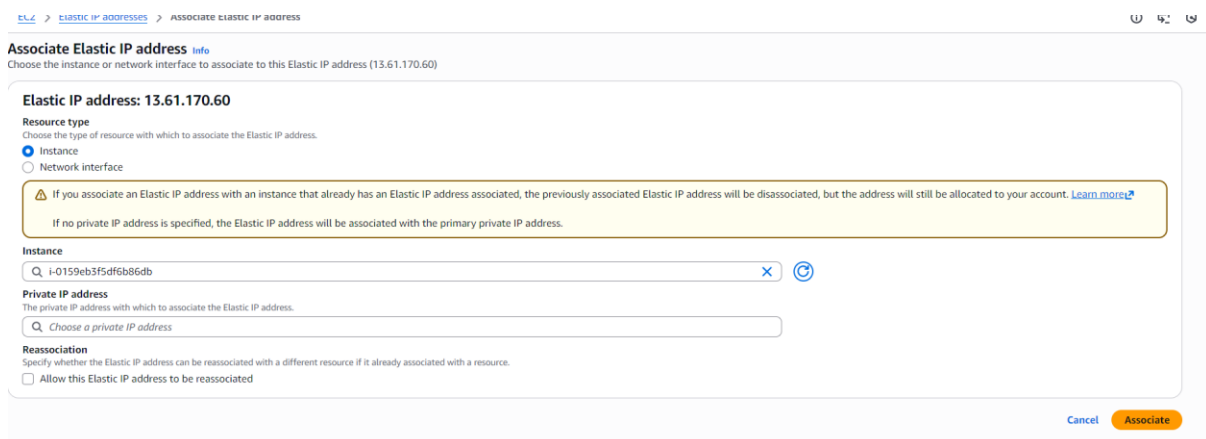 EC2 > Elastic IP addresses > Associate Elastic IP address
Associate Elastic IP address Info
Choose the instance or network interface to associate to this Elastic IP address (13.61.170.60)
Elastic IP address: 13.61.170.60
Resource type
Choose the type of resource with which to associate the Elastic IP address.
Instance
Network interface
If you associate an Elastic IP address with an instance that already has an Elastic IP address associated, the previously associated Elastic IP address will be disassociated, but the address will still be allocated to your account. Learn more
If no private IP address is specified, the Elastic IP address will be associated with the primary private IP address.
Instance
i-0159eb3f5df6b86db
Private IP address
The private IP address with which to associate the Elastic IP address.
Choose a private IP address
Reassociation
Specify whether the Elastic IP address can be reassociated with a different resource if it already associated with a resource.
Allow this Elastic IP address to be reassociated
Cancel Associate